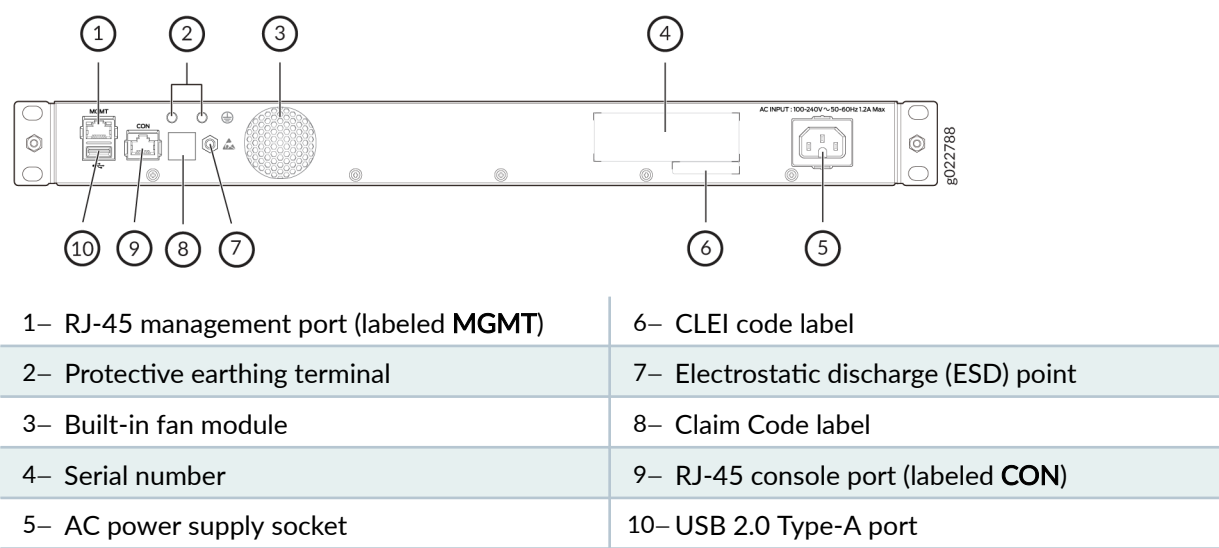 1 2 3 4
MGMT
CON
AC INPUT : 100-240V ~ 50-60Hz 1.2A Max
g022788
10 9 8 7 6 5
1– RJ-45 management port (labeled MGMT)
6– CLEI code label
2– Protective earthing terminal
7– Electrostatic discharge (ESD) point
3– Built-in fan module
8– Claim Code label
4– Serial number
9– RJ-45 console port (labeled CON)
5– AC power supply socket
10– USB 2.0 Type-A port